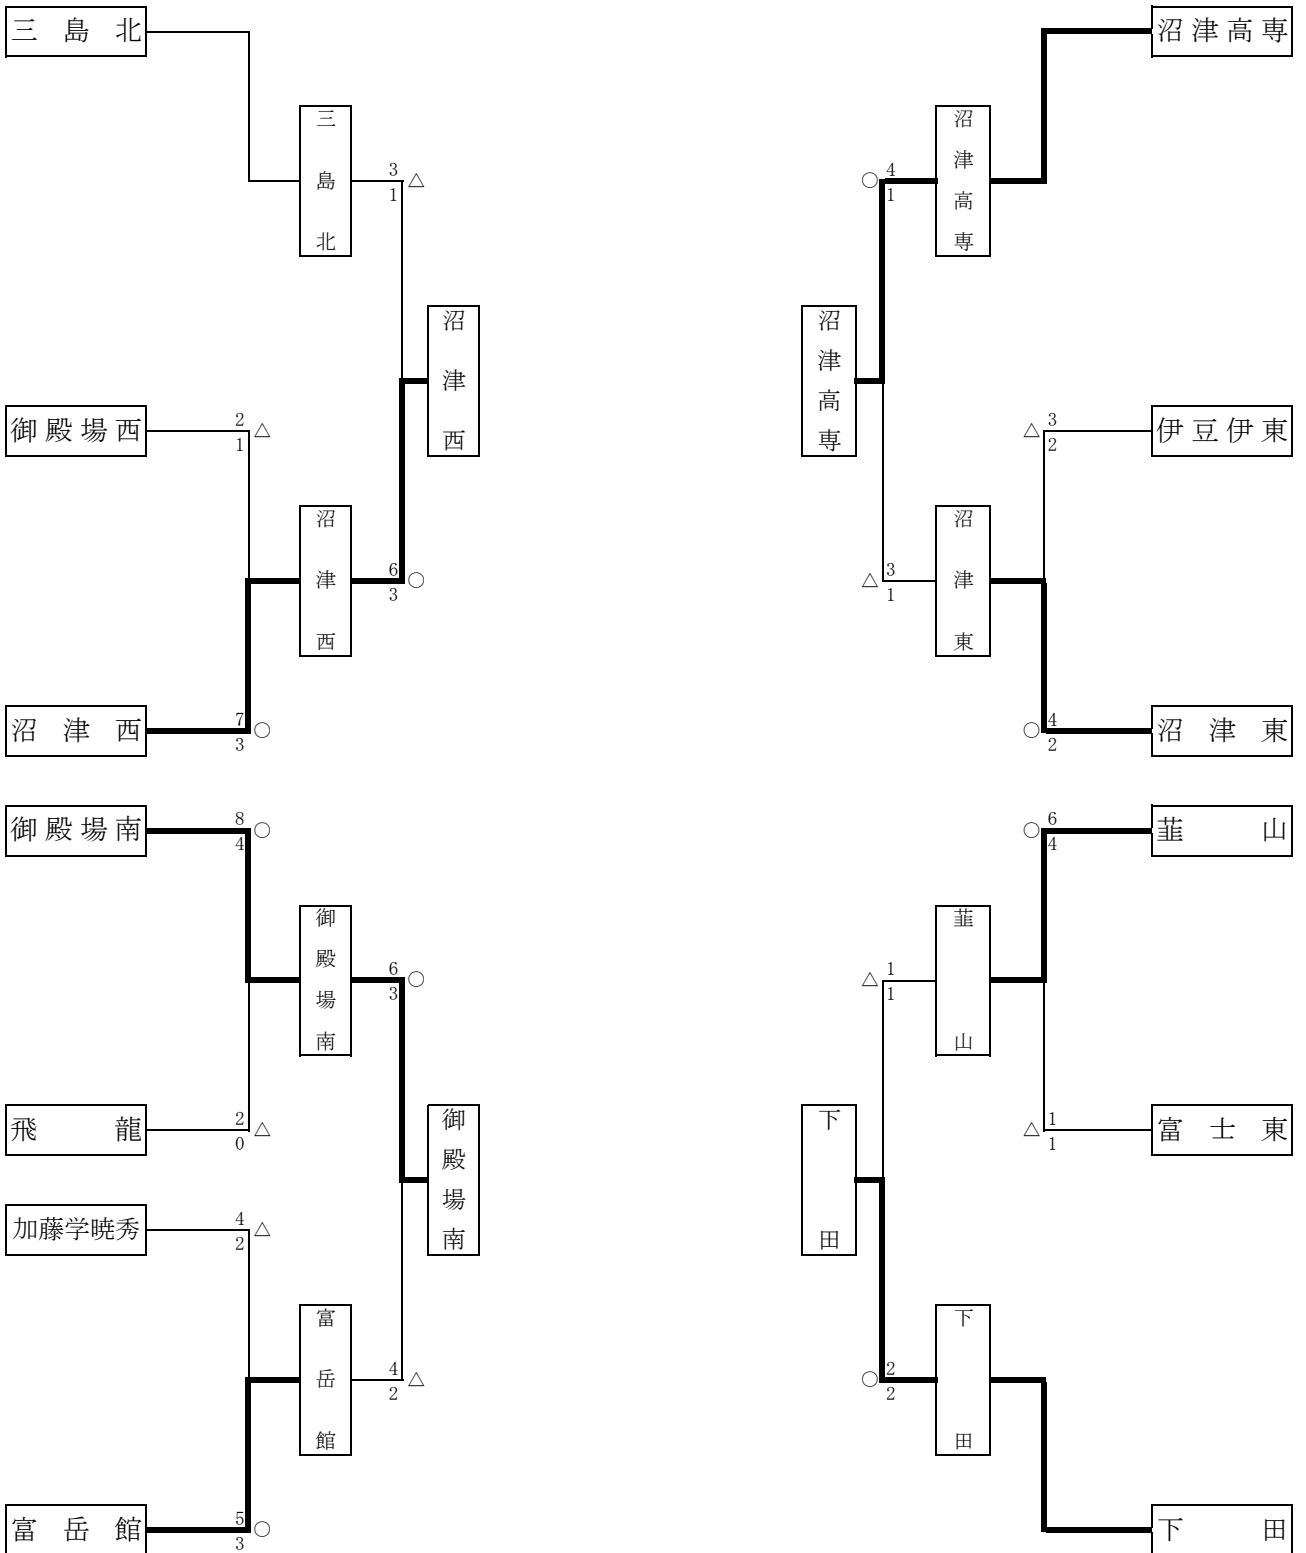 三島北
沼津高専
三島北
沼津高専
3 △
1
○ 4
1
沼津西
沼津高専
御殿場西
2 △
1
△ 3
2
伊豆伊東
沼津西
沼津東
6 ○
3
△ 3
1
沼津西
7 ○
3
○ 4
2
沼津東
御殿場南
8 ○
4
○ 6
4
韮山
御殿場南
韮山
6 ○
3
△ 1
1
飛龍
2 △
0
御殿場南
下田
△ 1
1
富士東
加藤学暁秀
4 △
2
富岳館
下田
4 △
2
○ 2
2
富岳館
5 ○
3
下田